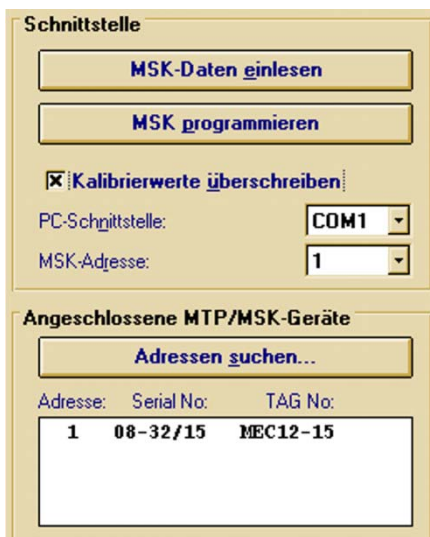 Schnittstelle
MSK-Daten einlesen
MSK programmieren
Kalibrierwerte überschreiben
PC-Schnittstelle: COM1
MSK-Adresse: 1
Angeschlossene MTP/MSK-Geräte
Adressen suchen...
Adresse: Serial No: TAG No:
1 08-32/15 MEC12-15